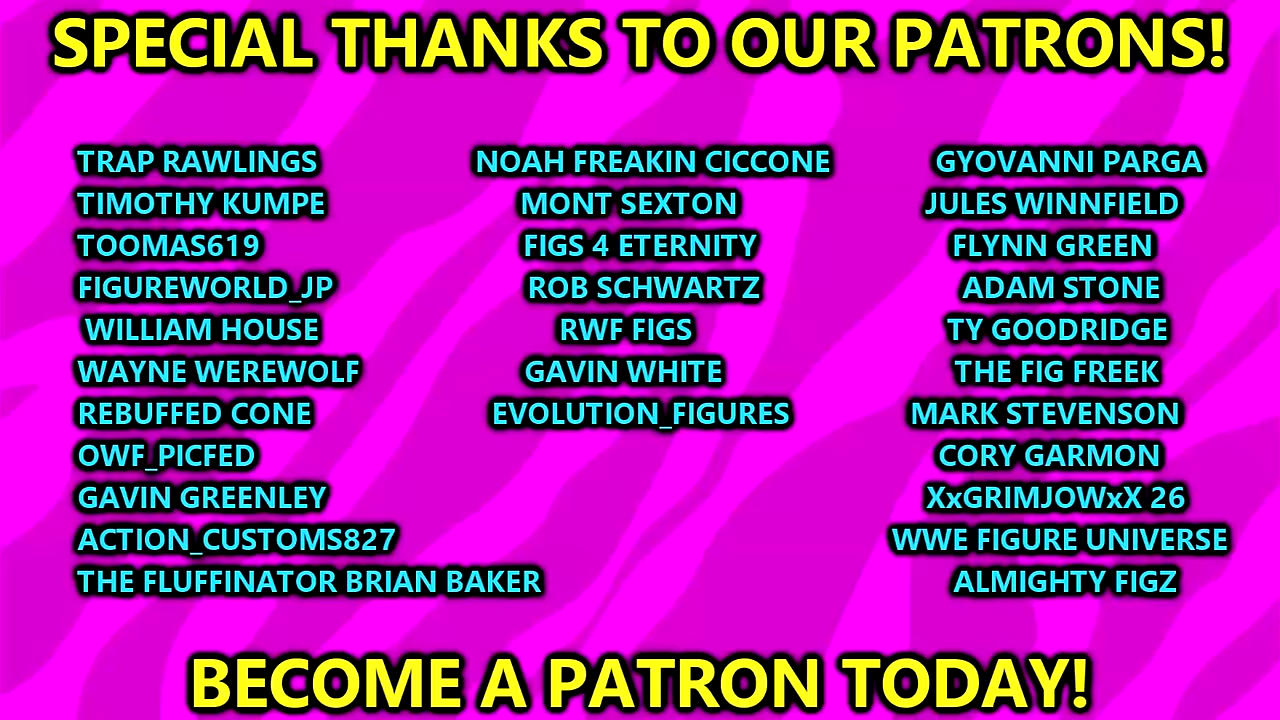 SPECIAL THANKS TO OUR PATRONS!
TRAP RAWLINGS
TIMOTHY KUMPE
TOOMAS619
FIGUREWORLD_JP
WILLIAM HOUSE
WAYNE WEREWOLF
REBUFFED CONE
OWF_PICFED
GAVIN GREENLEY
ACTION_CUSTOMS827
THE FLUFFINATOR BRIAN BAKER
NOAH FREAKIN CICCONE
MONT SEXTON
FIGS 4 ETERNITY
ROB SCHWARTZ
RWF FIGS
GAVIN WHITE
EVOLUTION_FIGURES
GYOVANNI PARGA
JULES WINNFIELD
FLYNN GREEN
ADAM STONE
TY GOODRIDGE
THE FIG FREEK
MARK STEVENSON
CORY GARMON
XxGRIMJOWxX 26
WWE FIGURE UNIVERSE
ALMIGHTY FIGZ
BECOME A PATRON TODAY!